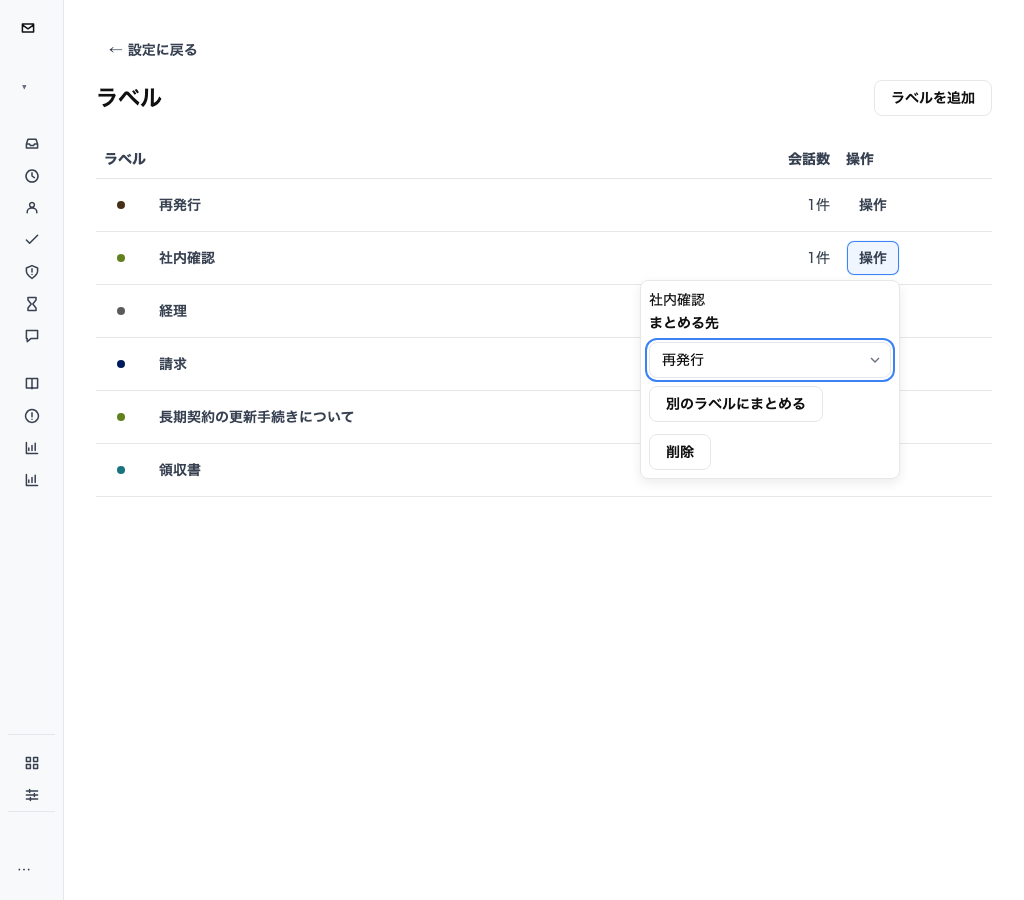 ← 設定に戻る
ラベル
ラベルを追加
ラベル 会話数 操作
再発行 1件 操作
社内確認 1件 操作
経理
請求
長期契約の更新手続きについて
領収書
社内確認
まとめる先
再発行
別のラベルにまとめる
削除